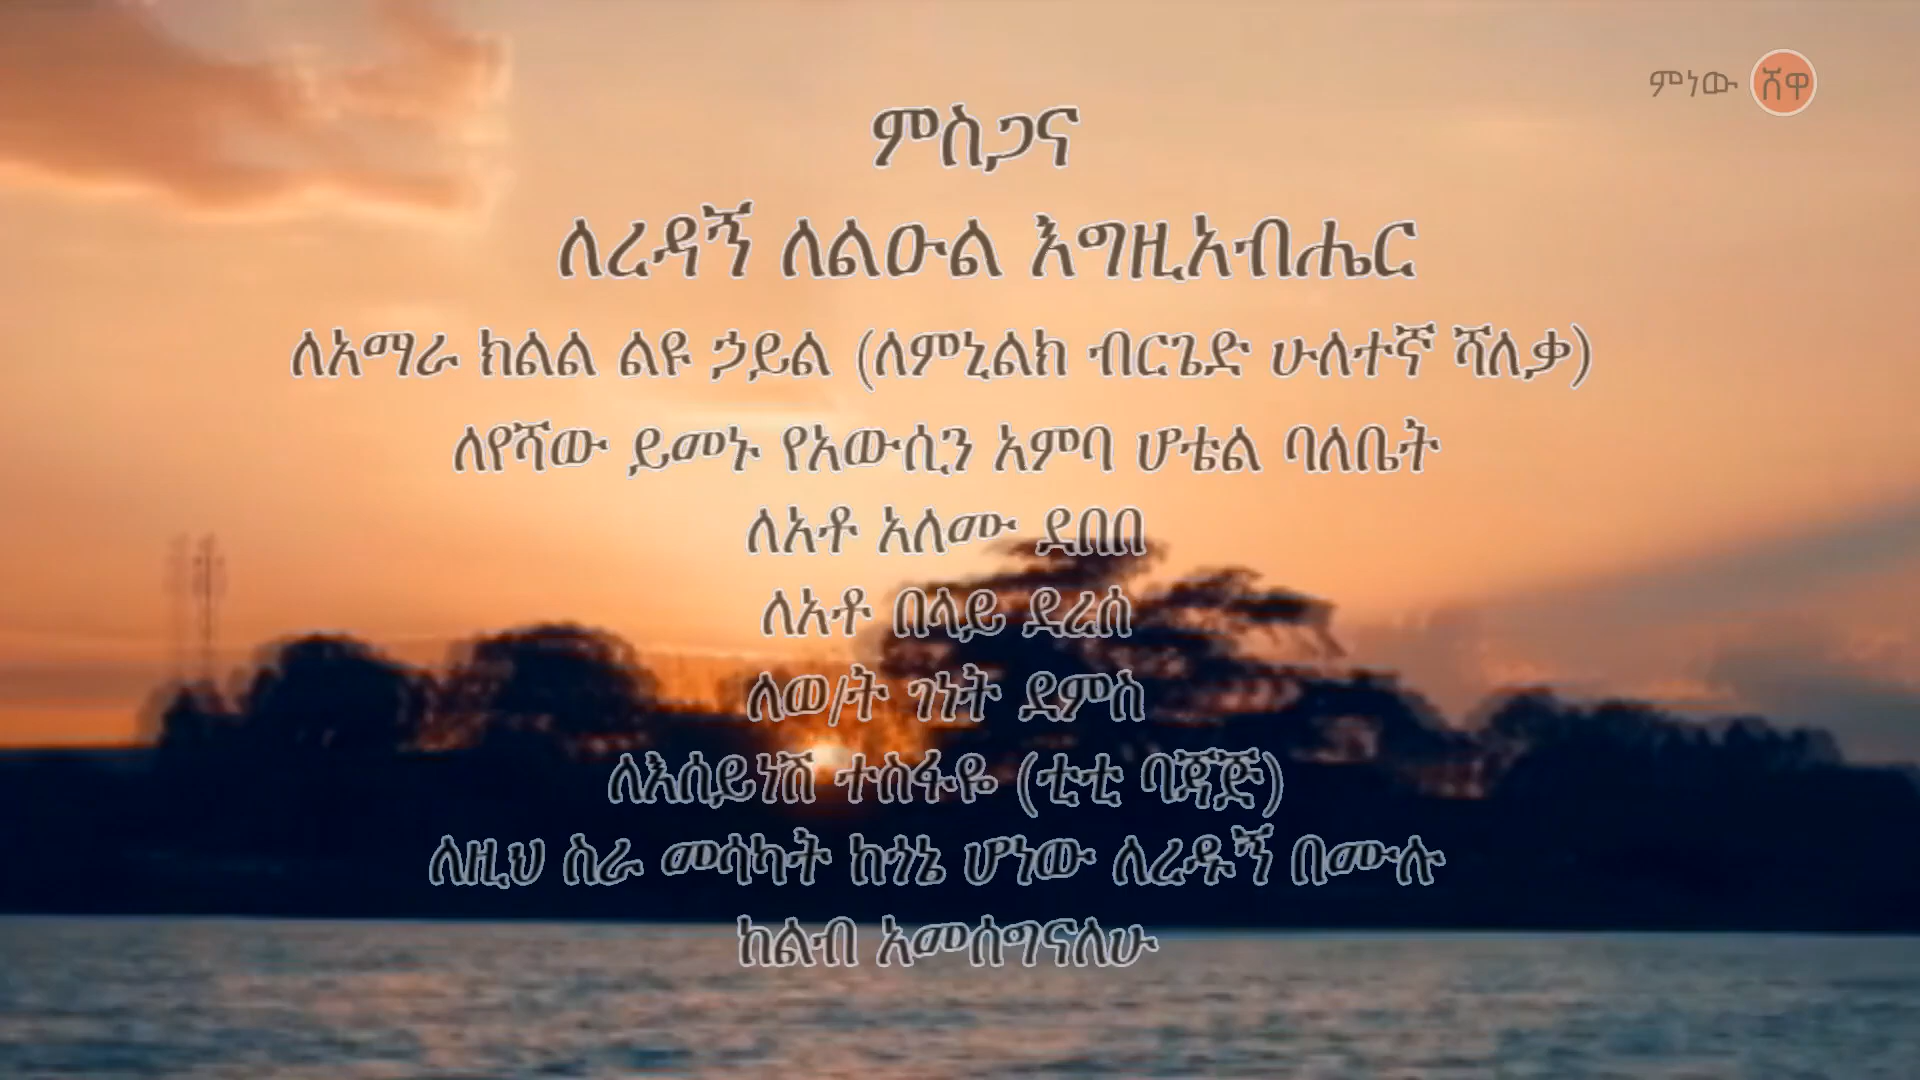 ምነው ሸዋ
ምስጋና
ለረዳኝ ለልዑል እግዚአብሔር
ለአማራ ክልል ልዩ ኃይል (ለምኒልክ ብርጌድ ሁለተኛ ሻለቃ)
ለየሻው ይመኑ የአውሲን አምባ ሆቴል ባለቤት
ለአቶ አለሙ ደበበ
ለአቶ በላይ ደረሰ
ለወ/ት ገነት ደምስ
ለእሰይነሽ ተስፋዬ (ቲቲ ባጃጅ)
ለዚህ ስራ መሳካት ከጎኔ ሆነው ለረዱኝ በሙሉ
ከልብ አመሰግናለሁ